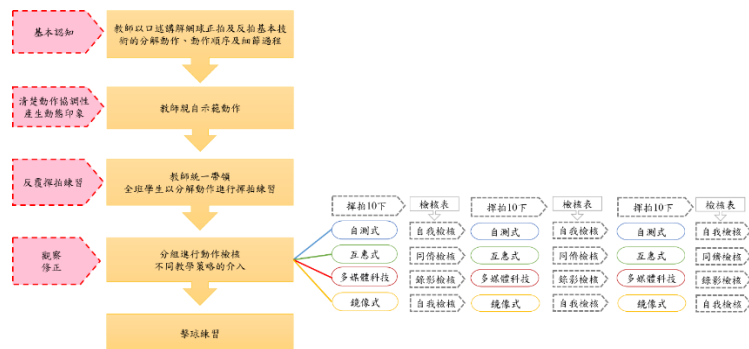 基本認知
教師以口述講解網球正拍及反拍基本技
術的分解動作、動作順序及細節過程
清楚動作協調性
產生動態印象
教師親自示範動作
反覆揮拍練習
教師統一帶領
全班學生以分解動作進行揮拍練習
觀察
修正
分組進行動作檢核
不同教學策略的介入
擊球練習
揮拍10下 檢核表 揮拍10下 檢核表 揮拍10下 檢核表
自測式 自我檢核 自測式 自我檢核 自測式 自我檢核
互惠式 同儕檢核 互惠式 同儕檢核 互惠式 同儕檢核
多媒體科技 錄影檢核 多媒體科技 錄影檢核 多媒體科技 錄影檢核
鏡像式 自我檢核 鏡像式 自我檢核 鏡像式 自我檢核